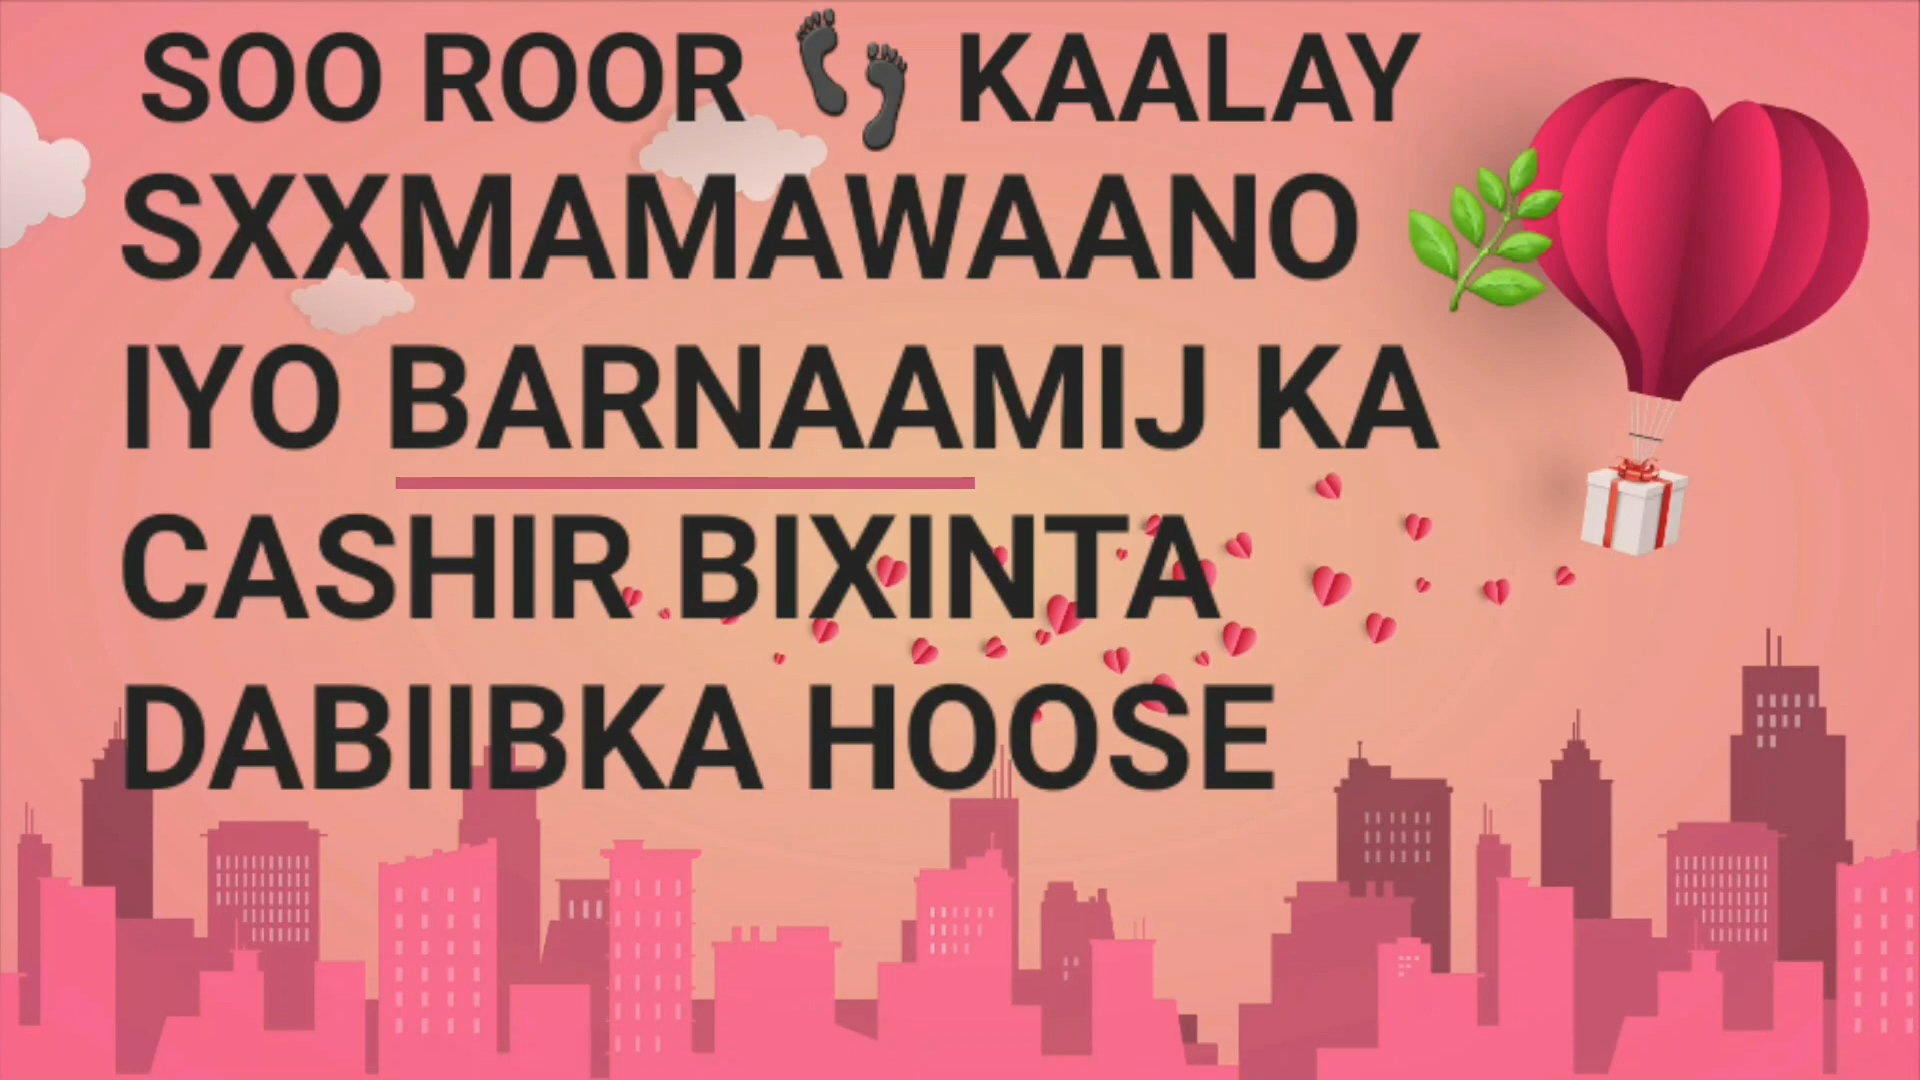 SOO ROOR 👣 KAALAY
SXXMAMAWAANO
IYO BARNAAMIJ KA
CASHIR BIXINTA
DABIIBKA HOOSE